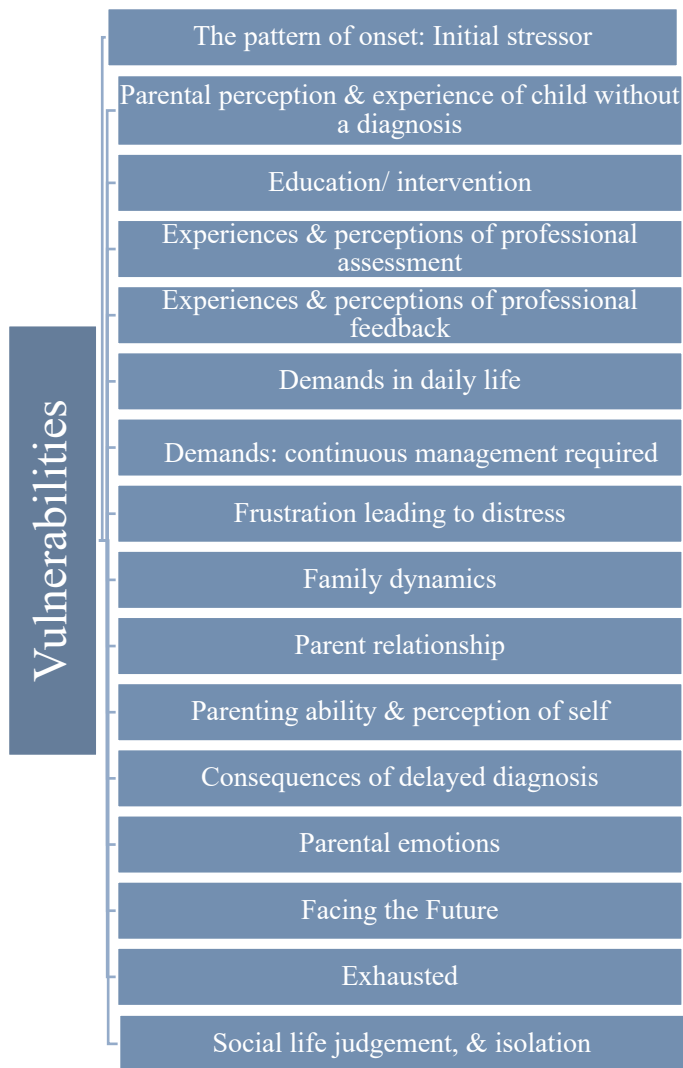 Vulnerabilities
The pattern of onset: Initial stressor
Parental perception & experience of child without
a diagnosis
Education/ intervention
Experiences & perceptions of professional
assessment
Experiences & perceptions of professional
feedback
Demands in daily life
Demands: continuous management required
Frustration leading to distress
Family dynamics
Parent relationship
Parenting ability & perception of self
Consequences of delayed diagnosis
Parental emotions
Facing the Future
Exhausted
Social life judgement, & isolation